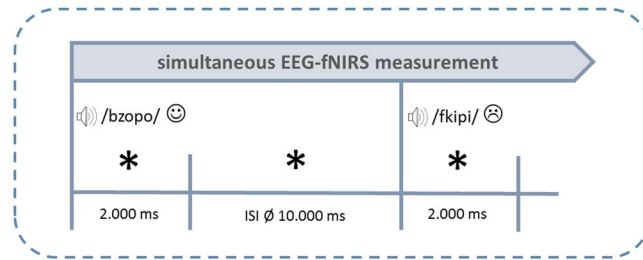 simultaneous EEG-fNIRS measurement
/bzopo/ ☺ /fkipi/ ☹
* * *
2.000 ms ISI Ø 10.000 ms 2.000 ms